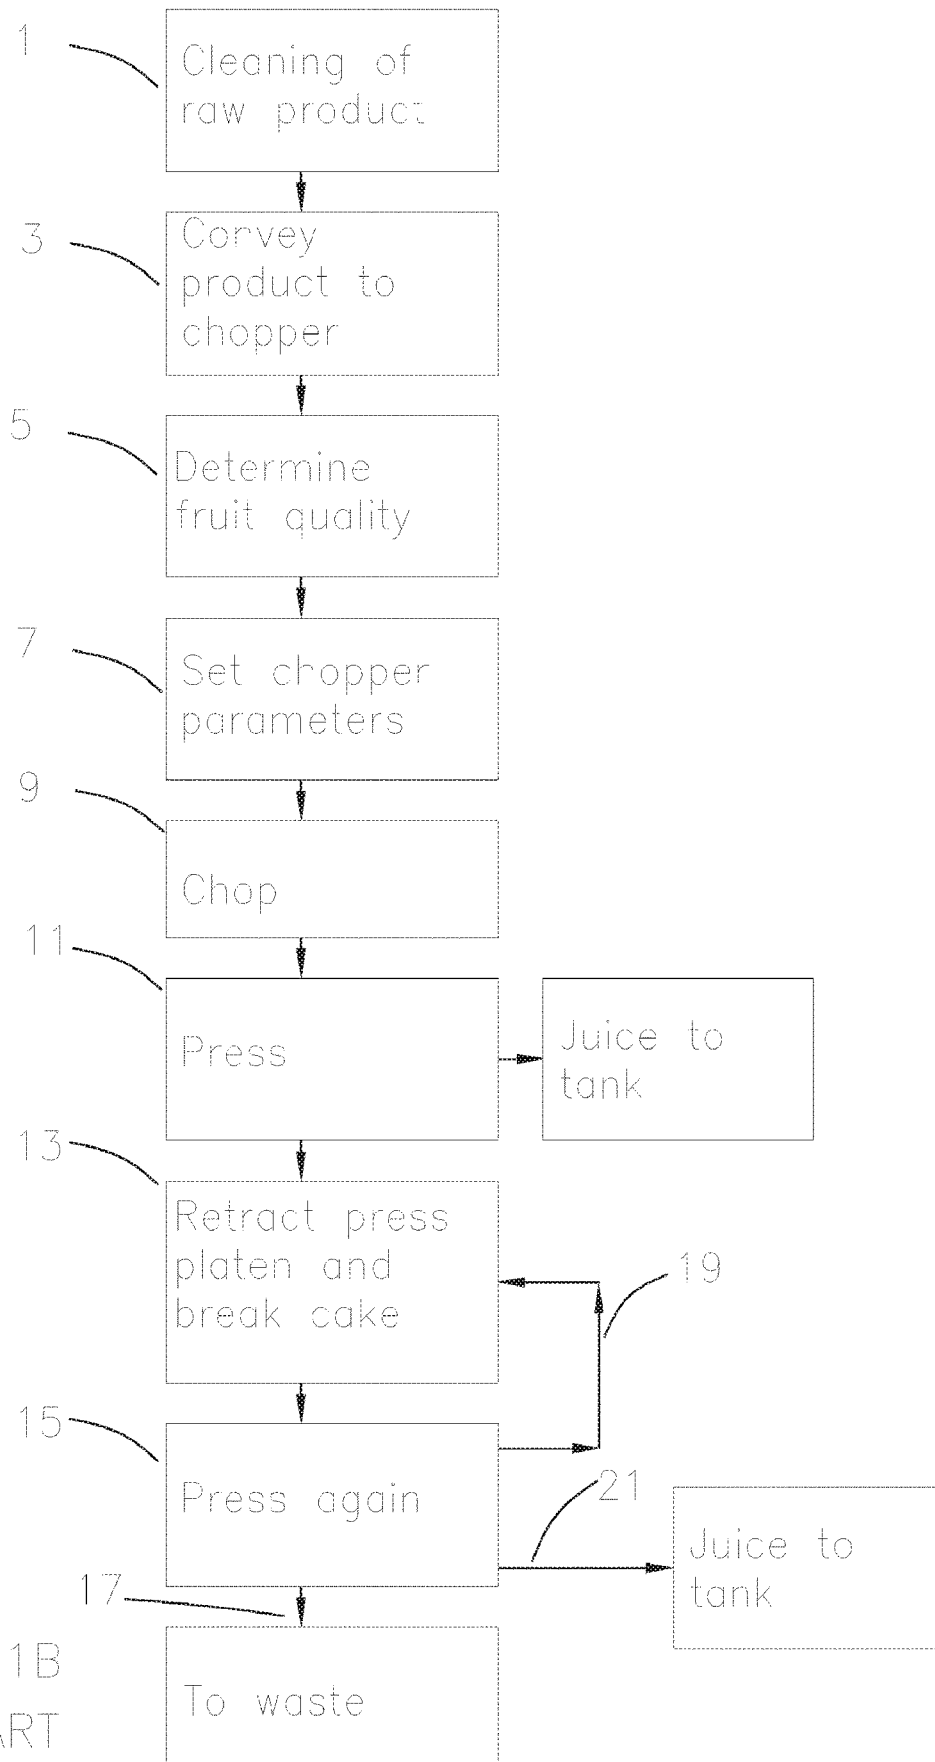 1
Cleaning of
raw product
3
Convey
product to
chopper
5
Determine
fruit quality
7
Set chopper
parameters
9
Chop
11
Press
Juice to
tank
13
Retract press
platen and
break cake
19
15
Press again
21
Juice to
tank
17
To waste
1B
ART